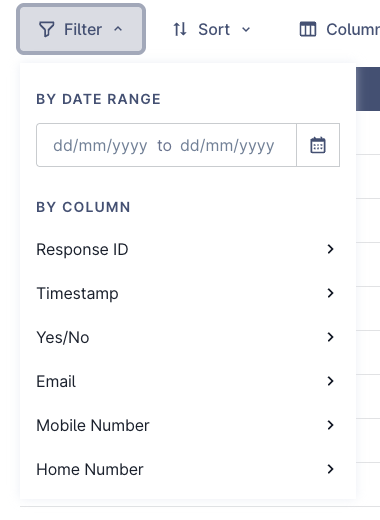 Filter Sort Column
BY DATE RANGE
dd/mm/yyyy to dd/mm/yyyy
BY COLUMN
Response ID
Timestamp
Yes/No
Email
Mobile Number
Home Number